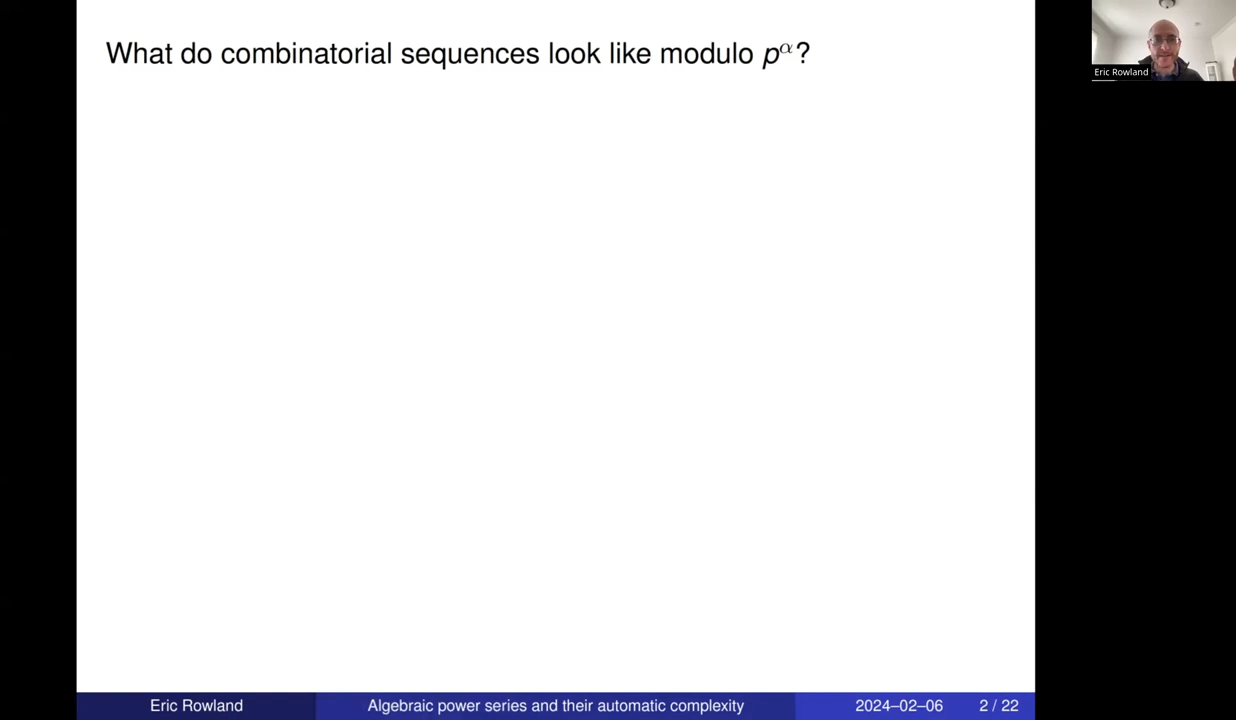 What do combinatorial sequences look like modulo p^α?
Eric Rowland
Eric Rowland Algebraic power series and their automatic complexity 2024–02–06 2 / 22